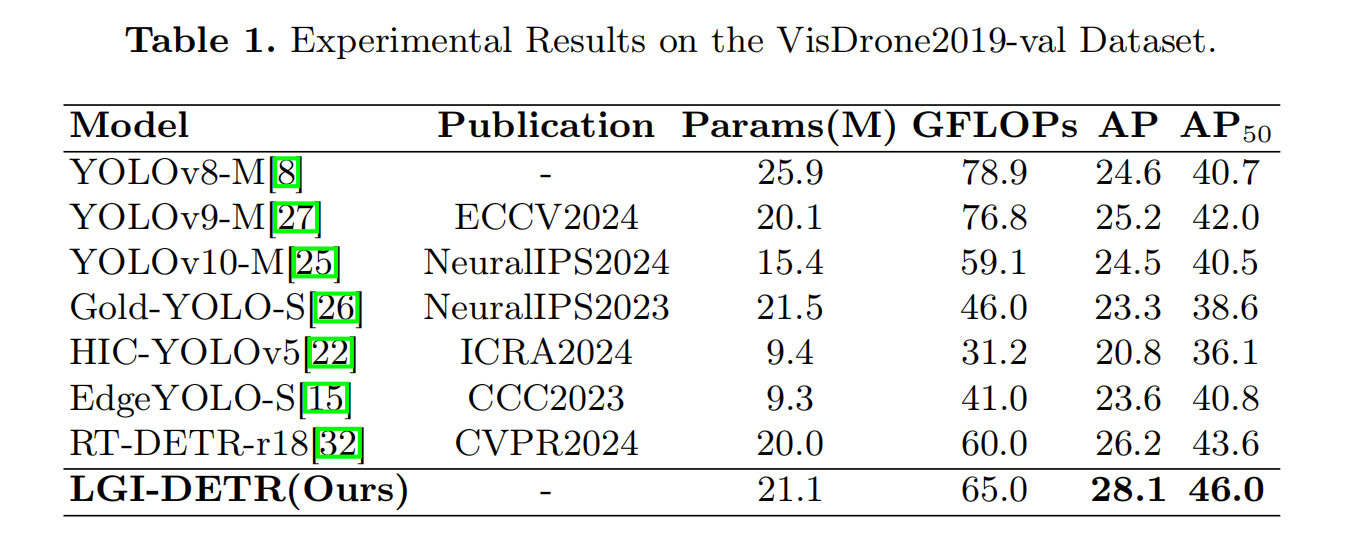 Table 1. Experimental Results on the VisDrone2019-val Dataset.
Model Publication Params(M) GFLOPs AP AP50
YOLOv8-M[8] - 25.9 78.9 24.6 40.7
YOLOv9-M[27] ECCV2024 20.1 76.8 25.2 42.0
YOLOv10-M[25] NeuralIPS2024 15.4 59.1 24.5 40.5
Gold-YOLO-S[26] NeuralIPS2023 21.5 46.0 23.3 38.6
HIC-YOLOv5[22] ICRA2024 9.4 31.2 20.8 36.1
EdgeYOLO-S[15] CCC2023 9.3 41.0 23.6 40.8
RT-DETR-r18[32] CVPR2024 20.0 60.0 26.2 43.6
LGI-DETR(Ours) - 21.1 65.0 28.1 46.0